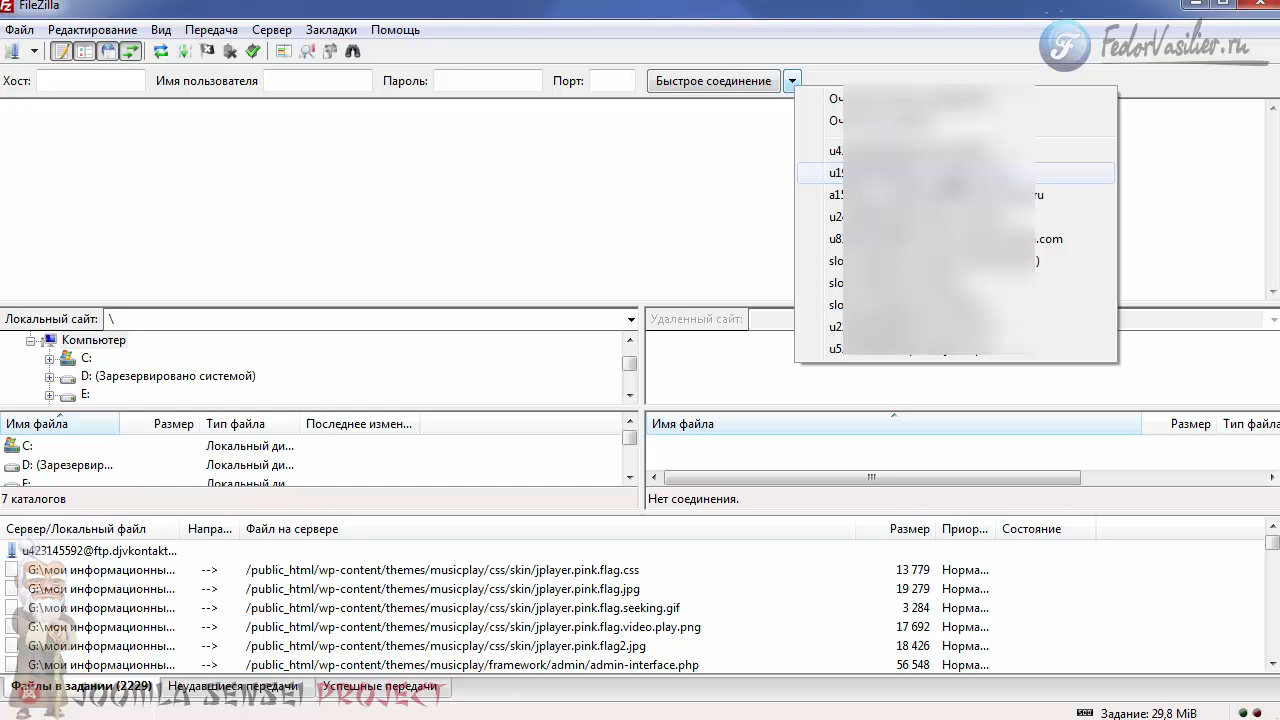 FileZilla
Файл Редактирование Вид Передача Сервер Закладки Помощь
FedorVasilier.ru
Хост: Имя пользователя Пароль: Порт: Быстрое соединение
ru
.com
)
Локальный сайт: \
Удаленный сайт:
Компьютер
C:
D: (Зарезервировано системой)
E:
Имя файла Размер Тип файла Последнее измен...
C: Локальный ди...
D: (Зарезервир... Локальный ди...
E: Локальный ди
7 каталогов
Имя файла Размер Тип файла
Нет соединения.
Сервер/Локальный файл Напра... Файл на сервере Размер Приор... Состояние
u423145592@ftp.djvkontakt...
G:\мои информационны... --> /public_html/wp-content/themes/musicplay/css/skin/jplayer.pink.flag.css 13 779 Норма...
G:\мои информационны... --> /public_html/wp-content/themes/musicplay/css/skin/jplayer.pink.flag.jpg 19 279 Норма...
G:\мои информационны... --> /public_html/wp-content/themes/musicplay/css/skin/jplayer.pink.flag.seeking.gif 3 284 Норма...
G:\мои информационны... --> /public_html/wp-content/themes/musicplay/css/skin/jplayer.pink.flag.video.play.png 17 692 Норма...
G:\мои информационны... --> /public_html/wp-content/themes/musicplay/css/skin/jplayer.pink.flag2.jpg 18 426 Норма...
G:\мои информационны... --> /public_html/wp-content/themes/musicplay/framework/admin/admin-interface.php 56 548 Норма...
Файлы в задании (2229) Неудавшиеся передачи Успешные передачи
JOOMLA SENSEI PROJECT
Задание: 29,8 MiB